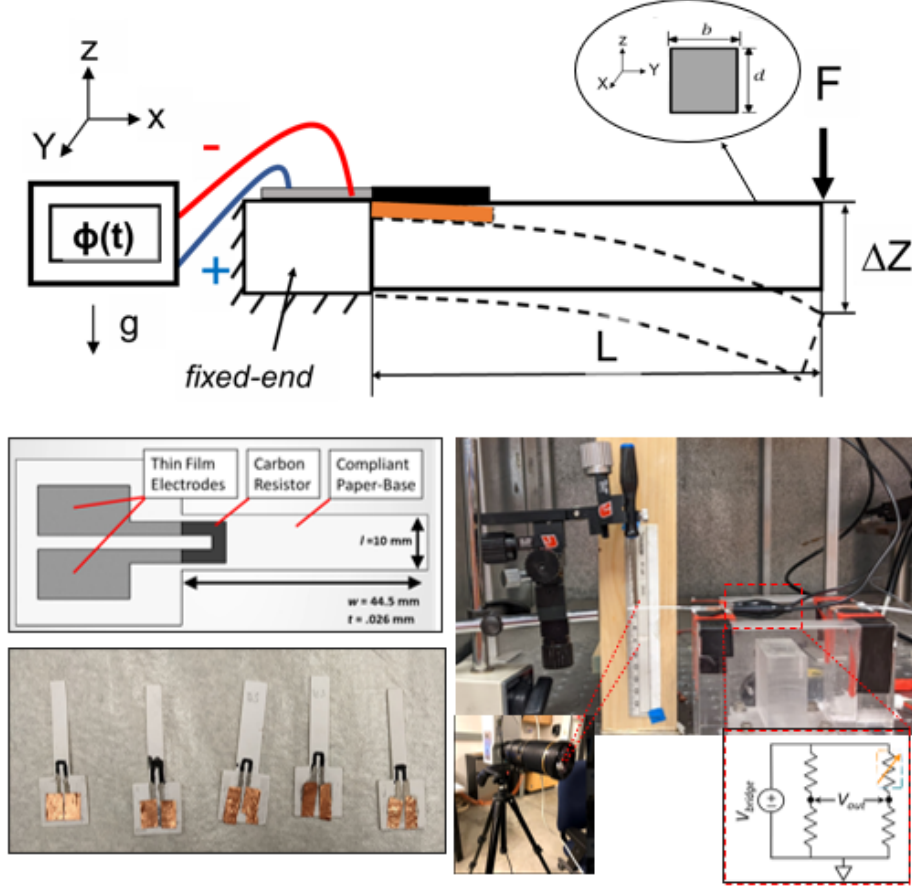 b
z
Y
X
d
F
z
x
Y
-
ϕ(t)
+
ΔZ
g
L
fixed-end
Thin Film
Electrodes
Carbon
Resistor
Compliant
Paper-Base
l =10 mm
w = 44.5 mm
t = .026 mm
V_bridge
V_out